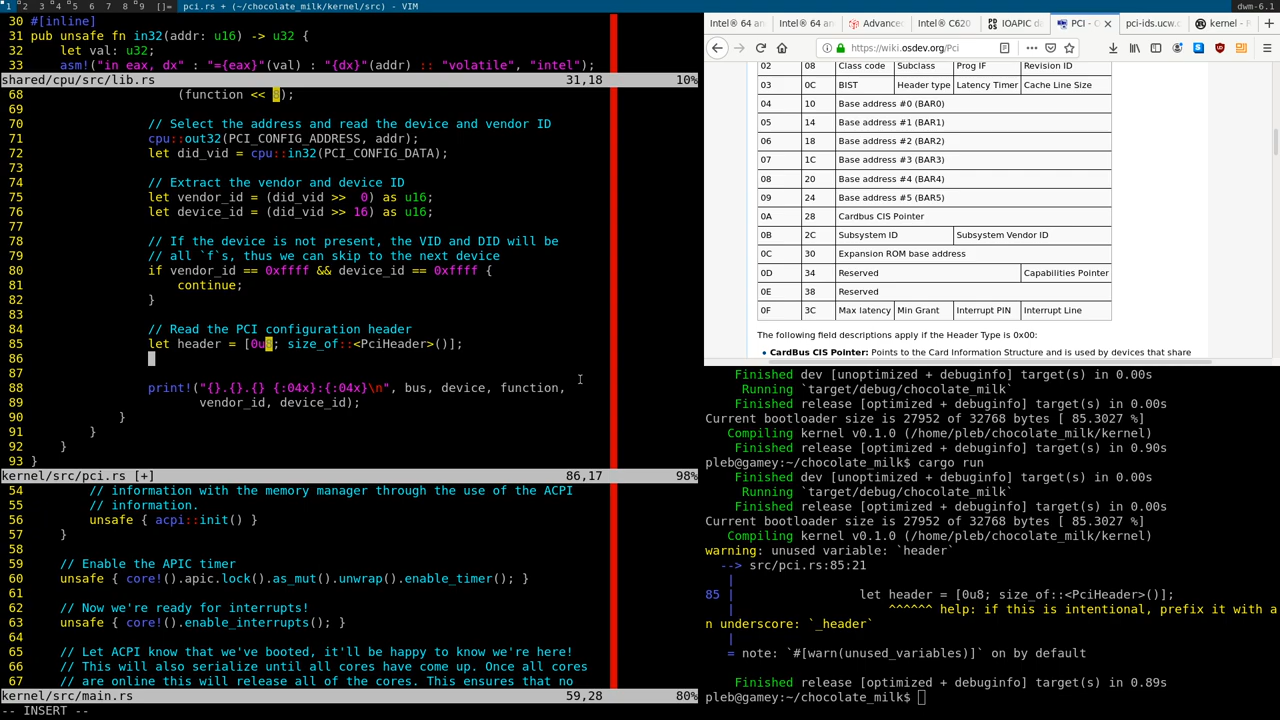 1 2 3 4 5 6 7 8 9 []= pci.rs + (~/chocolate_milk/kernel/src) - VIM dwm-6.1
30 #[inline]
31 pub unsafe fn in32(addr: u16) -> u32 {
32     let val: u32;
33     asm!("in eax, dx" : "={eax}"(val) : "{dx}"(addr) :: "volatile", "intel");
shared/cpu/src/lib.rs 31,18 10%
68 (function << 8);
69
70 // Select the address and read the device and vendor ID
71 cpu::out32(PCI_CONFIG_ADDRESS, addr);
72 let did_vid = cpu::in32(PCI_CONFIG_DATA);
73
74 // Extract the vendor and device ID
75 let vendor_id = (did_vid >>  0) as u16;
76 let device_id = (did_vid >> 16) as u16;
77
78 // If the device is not present, the VID and DID will be
79 // all `f`s, thus we can skip to the next device
80 if vendor_id == 0xffff && device_id == 0xffff {
81     continue;
82 }
83
84 // Read the PCI configuration header
85 let header = [0u8; size_of::<PciHeader>()];
86
87
88 print!("{}.{}.{} {:04x}:{:04x}\n", bus, device, function,
89 vendor_id, device_id);
90 }
91 }
92 }
93 }
kernel/src/pci.rs [+] 86,17 98%
54 // information with the memory manager through the use of the ACPI
55 // information.
56 unsafe { acpi::init() }
57 }
58
59 // Enable the APIC timer
60 unsafe { core!().apic.lock().as_mut().unwrap().enable_timer(); }
61
62 // Now we're ready for interrupts!
63 unsafe { core!().enable_interrupts(); }
64
65 // Let ACPI know that we've booted, it'll be happy to know we're here!
66 // This will also serialize until all cores have come up. Once all cores
67 // are online this will release all of the cores. This ensures that no
kernel/src/main.rs 59,28 80%
-- INSERT --
Intel® 64 an Intel® 64 an Advance Intel® C620 IOAPIC d PCI - pci-ids.ucw.c kernel - R
https://wiki.osdev.org/Pci
02 08 Class code Subclass Prog IF Revision ID
03 0C BIST Header type Latency Timer Cache Line Size
04 10 Base address #0 (BAR0)
05 14 Base address #1 (BAR1)
06 18 Base address #2 (BAR2)
07 1C Base address #3 (BAR3)
08 20 Base address #4 (BAR4)
09 24 Base address #5 (BAR5)
0A 28 Cardbus CIS Pointer
0B 2C Subsystem ID Subsystem Vendor ID
0C 30 Expansion ROM base address
0D 34 Reserved Capabilities Pointer
0E 38 Reserved
0F 3C Max latency Min Grant Interrupt PIN Interrupt Line
The following field descriptions apply if the Header Type is 0x00:
• CardBus CIS Pointer: Points to the Card Information Structure and is used by devices that share
Finished dev [unoptimized + debuginfo] target(s) in 0.00s
Running `target/debug/chocolate_milk`
Finished release [optimized + debuginfo] target(s) in 0.00s
Current bootloader size is 27952 of 32768 bytes [ 85.3027 %]
Compiling kernel v0.1.0 (/home/pleb/chocolate_milk/kernel)
Finished release [optimized + debuginfo] target(s) in 0.90s
pleb@gamey:~/chocolate_milk$ cargo run
Finished dev [unoptimized + debuginfo] target(s) in 0.00s
Running `target/debug/chocolate_milk`
Finished release [optimized + debuginfo] target(s) in 0.00s
Current bootloader size is 27952 of 32768 bytes [ 85.3027 %]
Compiling kernel v0.1.0 (/home/pleb/chocolate_milk/kernel)
warning: unused variable: `header`
--> src/pci.rs:85:21
|
85 | let header = [0u8; size_of::<PciHeader>()];
| ^^^^^^ help: if this is intentional, prefix it with a
n underscore: `_header`
|
= note: `#[warn(unused_variables)]` on by default
Finished release [optimized + debuginfo] target(s) in 0.89s
pleb@gamey:~/chocolate_milk$